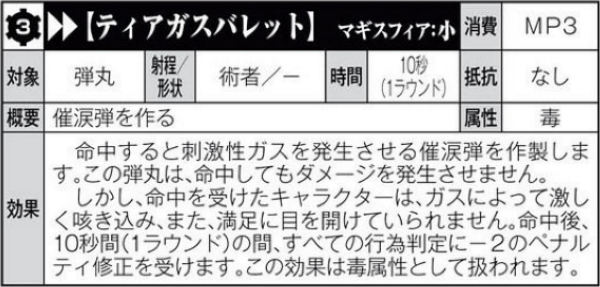 3 ▶▶【ティアガスバレット】 マギスフィア:小 消費 MP3
対象 弾丸 射程/形状 術者/− 時間 10秒(1ラウンド) 抵抗 なし
概要 催涙弾を作る 属性 毒
効果
命中すると刺激性ガスを発生させる催涙弾を作製しま
す。この弾丸は、命中してもダメージを発生させません。
しかし、命中を受けたキャラクターは、ガスによって激し
く咳き込み、また、満足に目を開けていられません。命中後、
10秒間(1ラウンド)の間、すべての行為判定に−2のペナル
ティ修正を受けます。この効果は毒属性として扱われます。